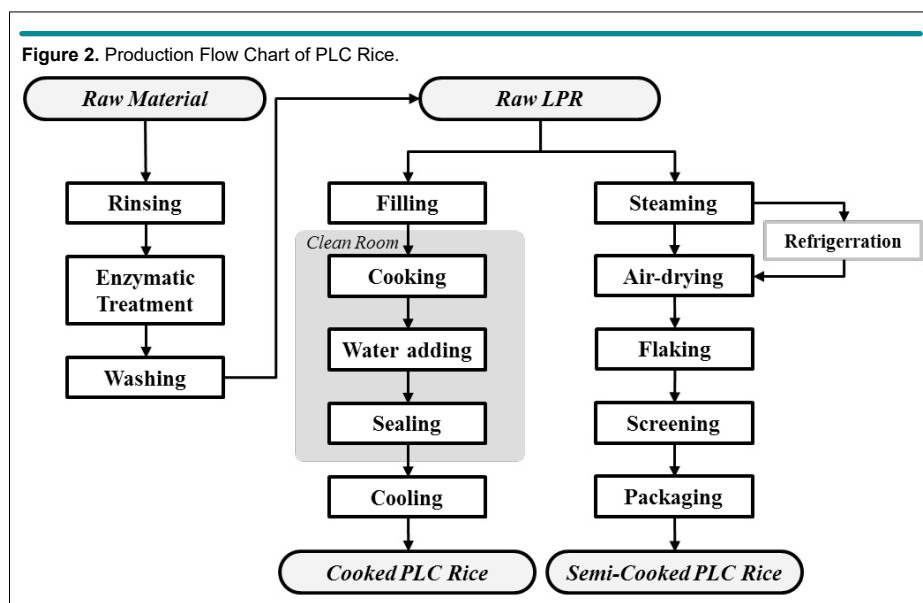 Figure 2. Production Flow Chart of PLC Rice.
Raw Material
Raw LPR
Rinsing
Enzymatic
Treatment
Washing
Filling
Clean Room
Cooking
Water adding
Sealing
Cooling
Cooked PLC Rice
Steaming
Refrigerration
Air-drying
Flaking
Screening
Packaging
Semi-Cooked PLC Rice